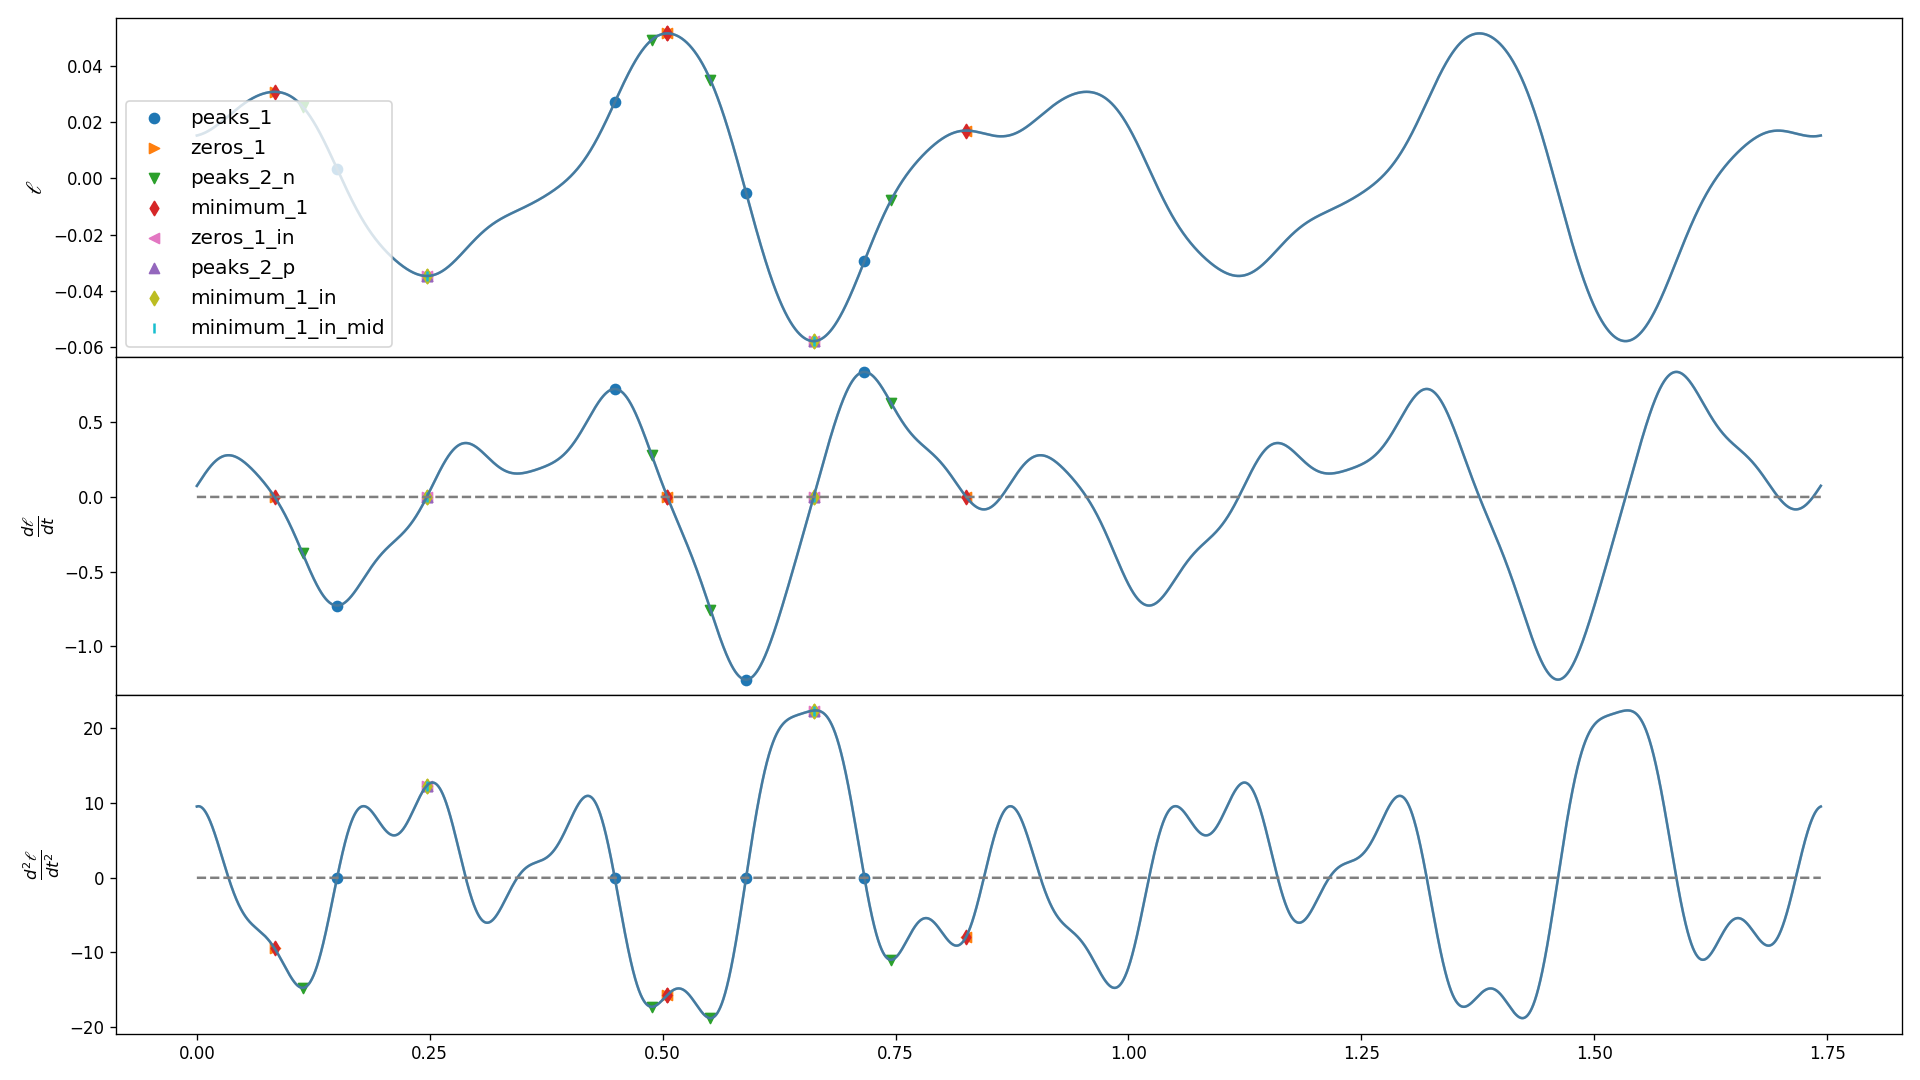 0.04
0.02
0.00
−0.02
−0.04
−0.06
ℓ
peaks_1
zeros_1
peaks_2_n
minimum_1
zeros_1_in
peaks_2_p
minimum_1_in
minimum_1_in_mid
0.5
0.0
−0.5
−1.0
dℓ/dt
20
10
0
−10
−20
d²ℓ/dt²
0.00 0.25 0.50 0.75 1.00 1.25 1.50 1.75